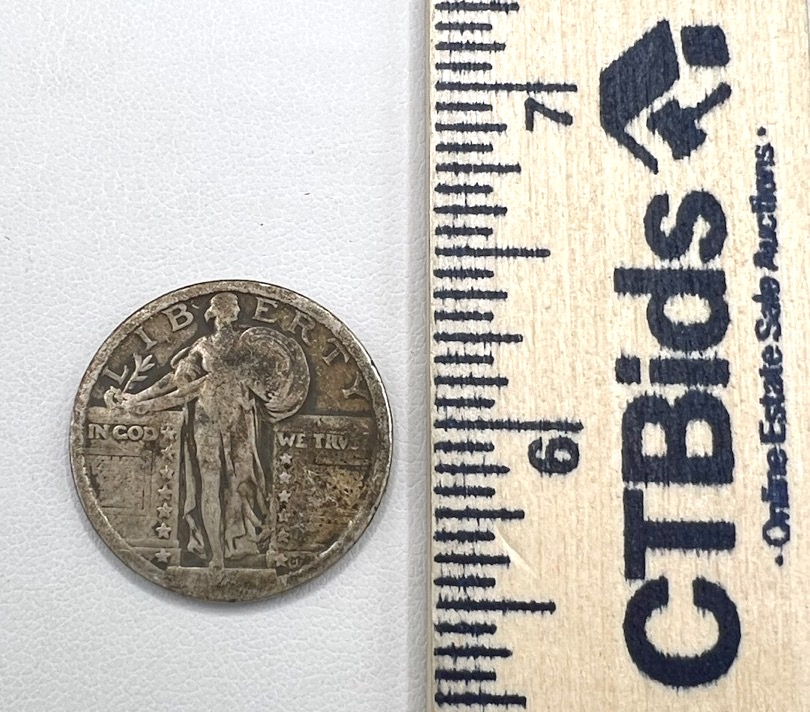 LIBERTY
IN GOD WE TRUST
7
6
CTBids
· Online Estate Sale Auctions ·